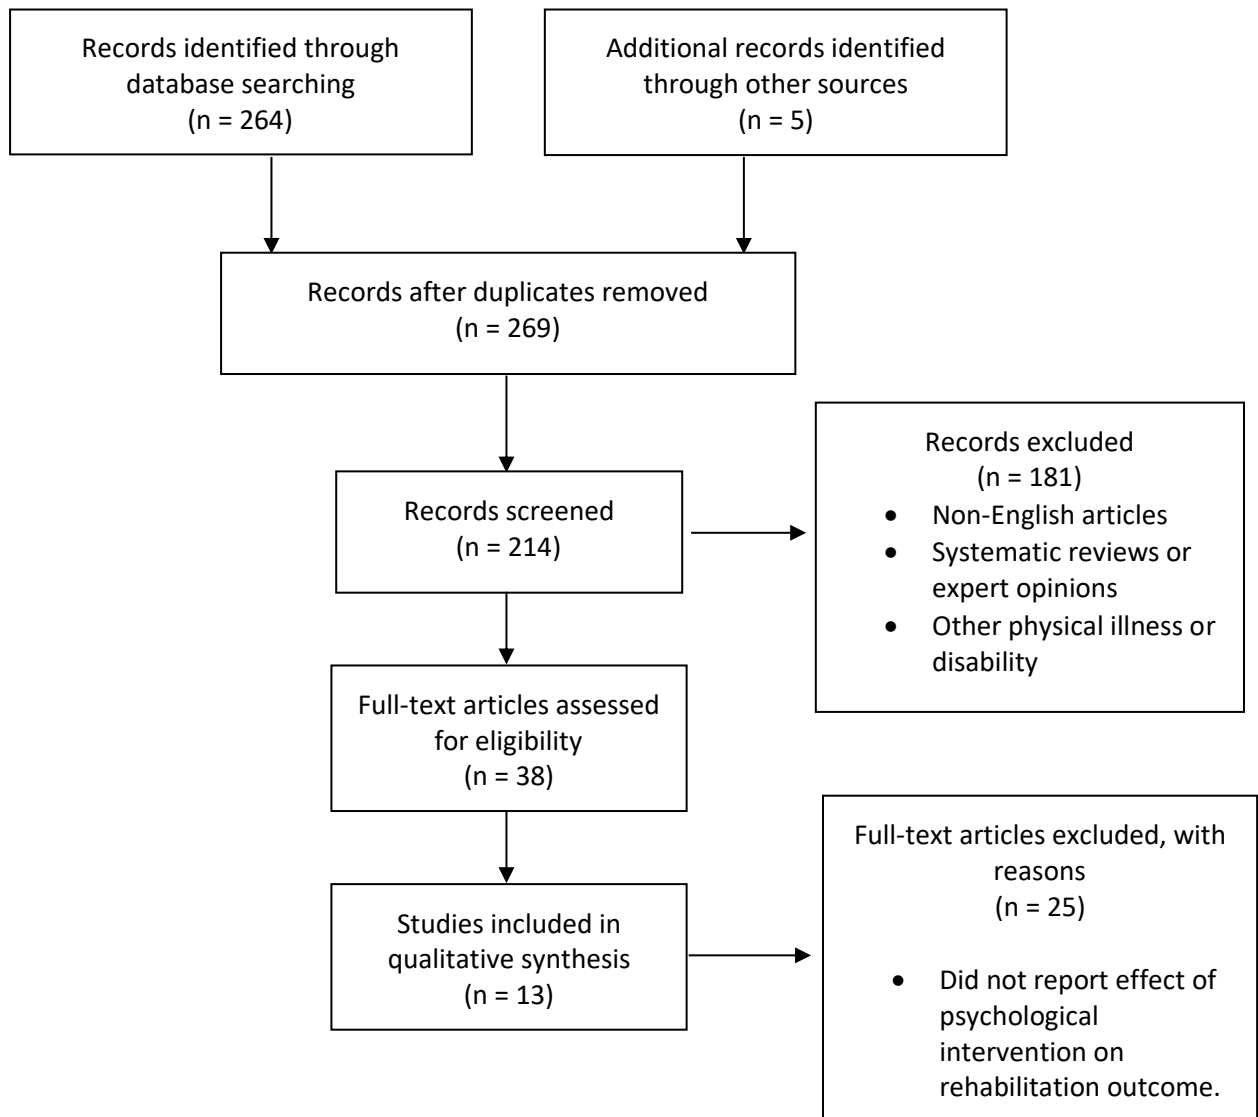 Records identified through
database searching
(n = 264)
Additional records identified
through other sources
(n = 5)
Records after duplicates removed
(n = 269)
Records screened
(n = 214)
Records excluded
(n = 181)
• Non-English articles
• Systematic reviews or
expert opinions
• Other physical illness or
disability
Full-text articles assessed
for eligibility
(n = 38)
Full-text articles excluded, with
reasons
(n = 25)
• Did not report effect of
psychological
intervention on
rehabilitation outcome.
Studies included in
qualitative synthesis
(n = 13)